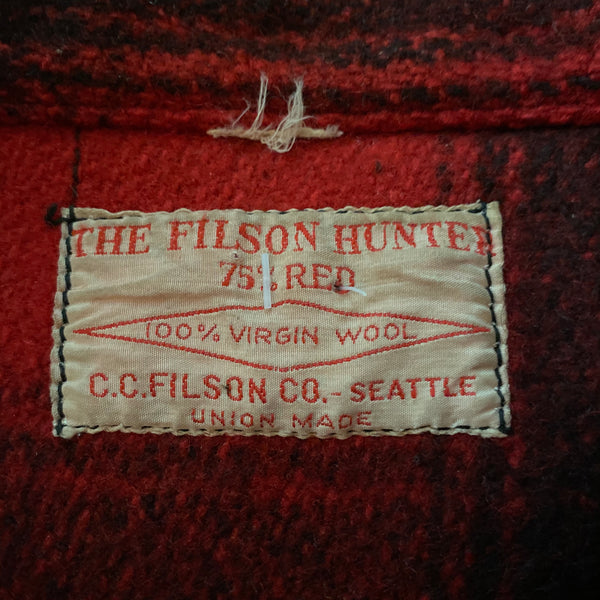 THE FILSON HUNTER
75% RED
100% VIRGIN WOOL
C.C.FILSON CO.- SEATTLE
UNION MADE